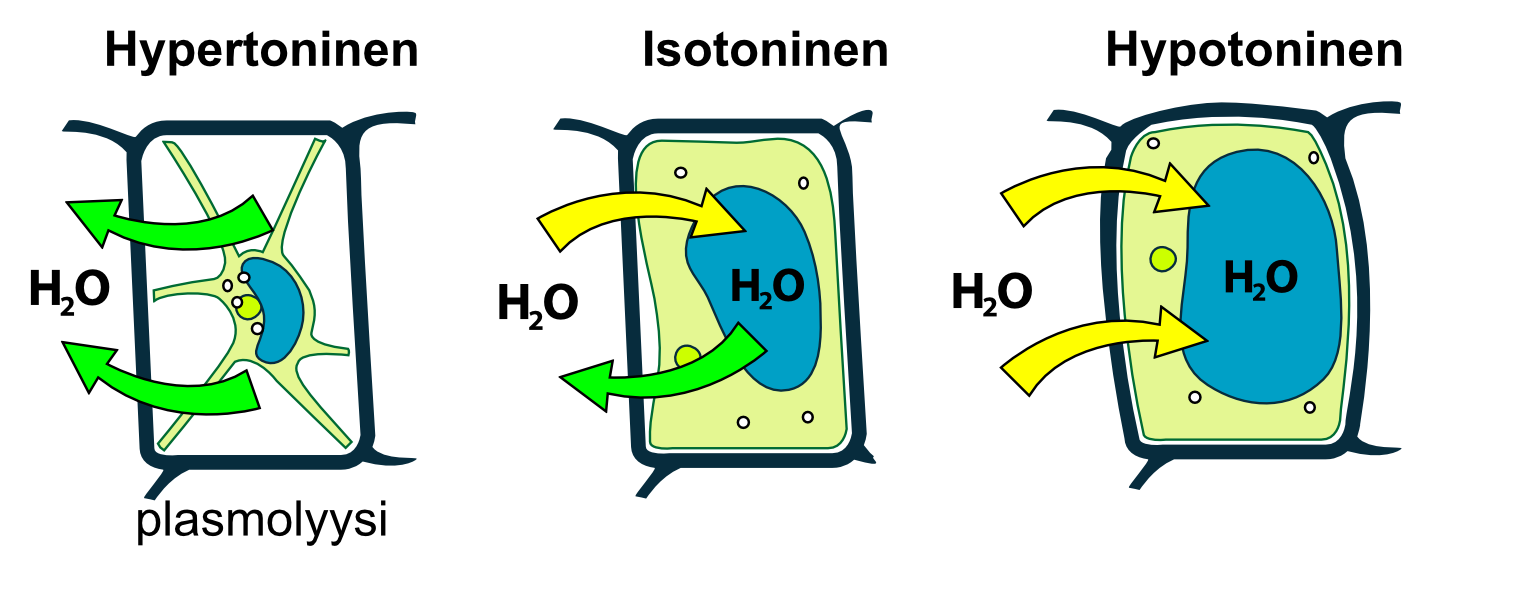 Hypertoninen
Isotoninen
Hypotoninen
H₂O
H₂O
H₂O
H₂O
H₂O
plasmolyysi